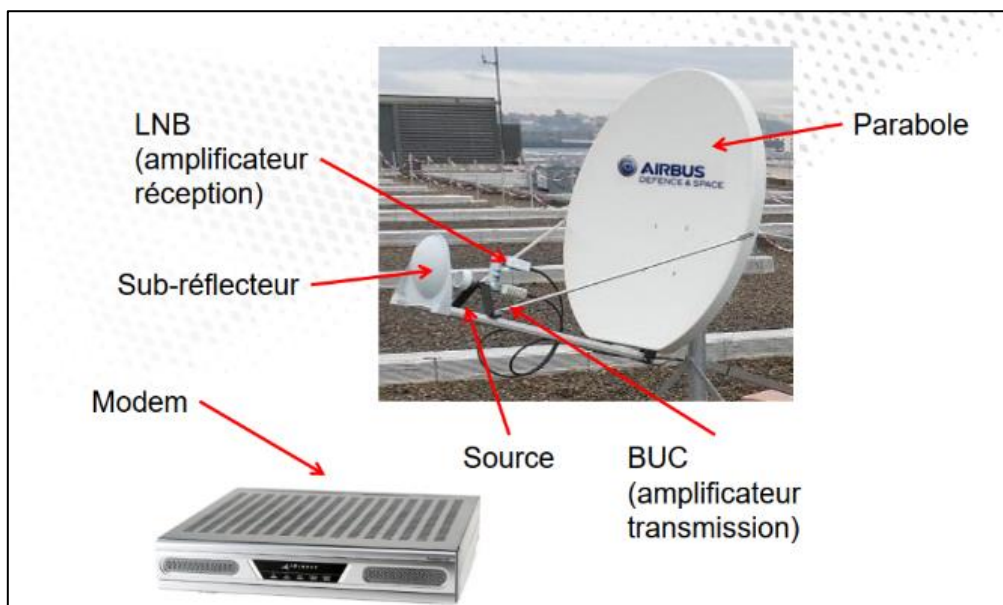 LNB
(amplificateur
réception)
Parabole
AIRBUS
DEFENCE & SPACE
Sub-réflecteur
Modem
Source
BUC
(amplificateur
transmission)